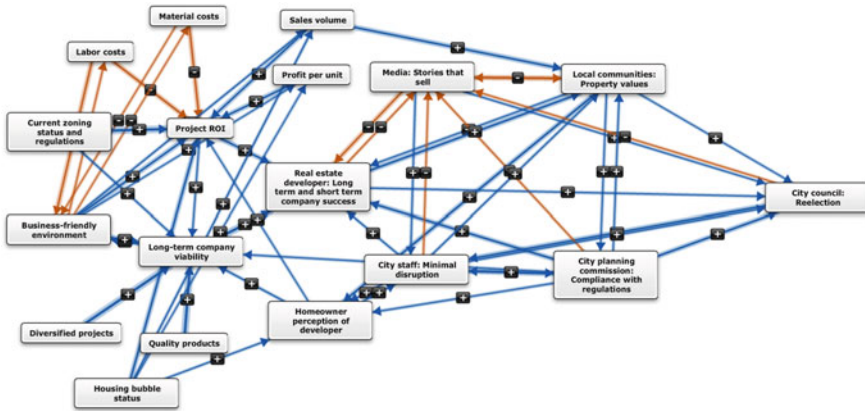 Material costs
Sales volume
Labor costs
Media: Stories that
sell
Local communities:
Property values
Profit per unit
Current zoning
status and
regulations
Project ROI
Real estate
developer: Long
term and short term
company success
City council:
Reelection
Business-friendly
environment
Long-term company
viability
City staff: Minimal
disruption
City planning
commission:
Compliance with
regulations
Homeowner
perception of
developer
Diversified projects
Quality products
Housing bubble
status